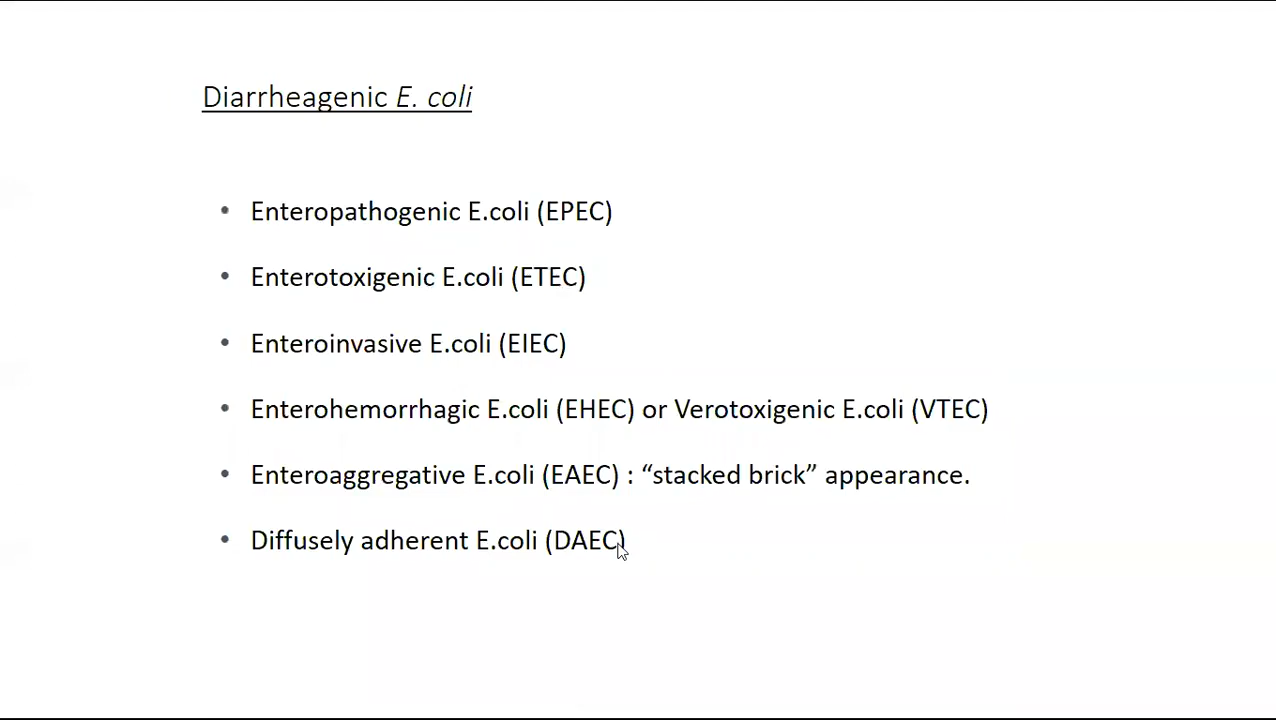 Diarrheagenic E. coli
• Enteropathogenic E.coli (EPEC)
• Enterotoxigenic E.coli (ETEC)
• Enteroinvasive E.coli (EIEC)
• Enterohemorrhagic E.coli (EHEC) or Verotoxigenic E.coli (VTEC)
• Enteroaggregative E.coli (EAEC) : “stacked brick” appearance.
• Diffusely adherent E.coli (DAEC)